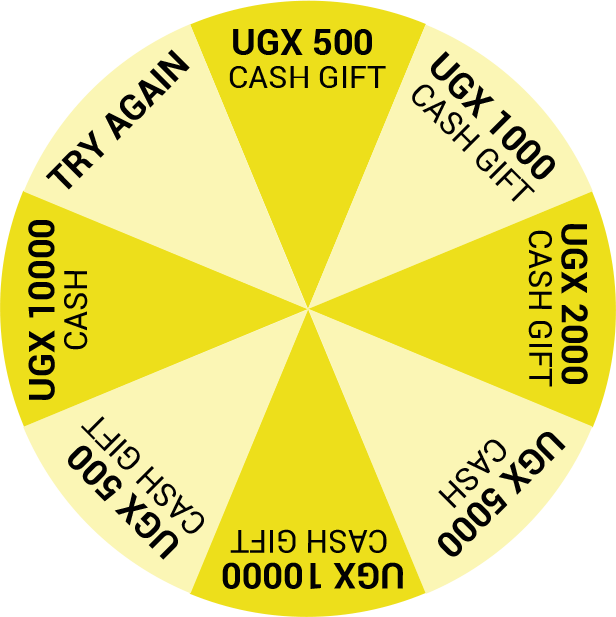 UGX 500
CASH GIFT
UGX 1000
CASH GIFT
UGX 2000
CASH GIFT
UGX 5000
CASH
UGX 10000
CASH GIFT
UGX 500
CASH GIFT
UGX 10000
CASH
TRY AGAIN